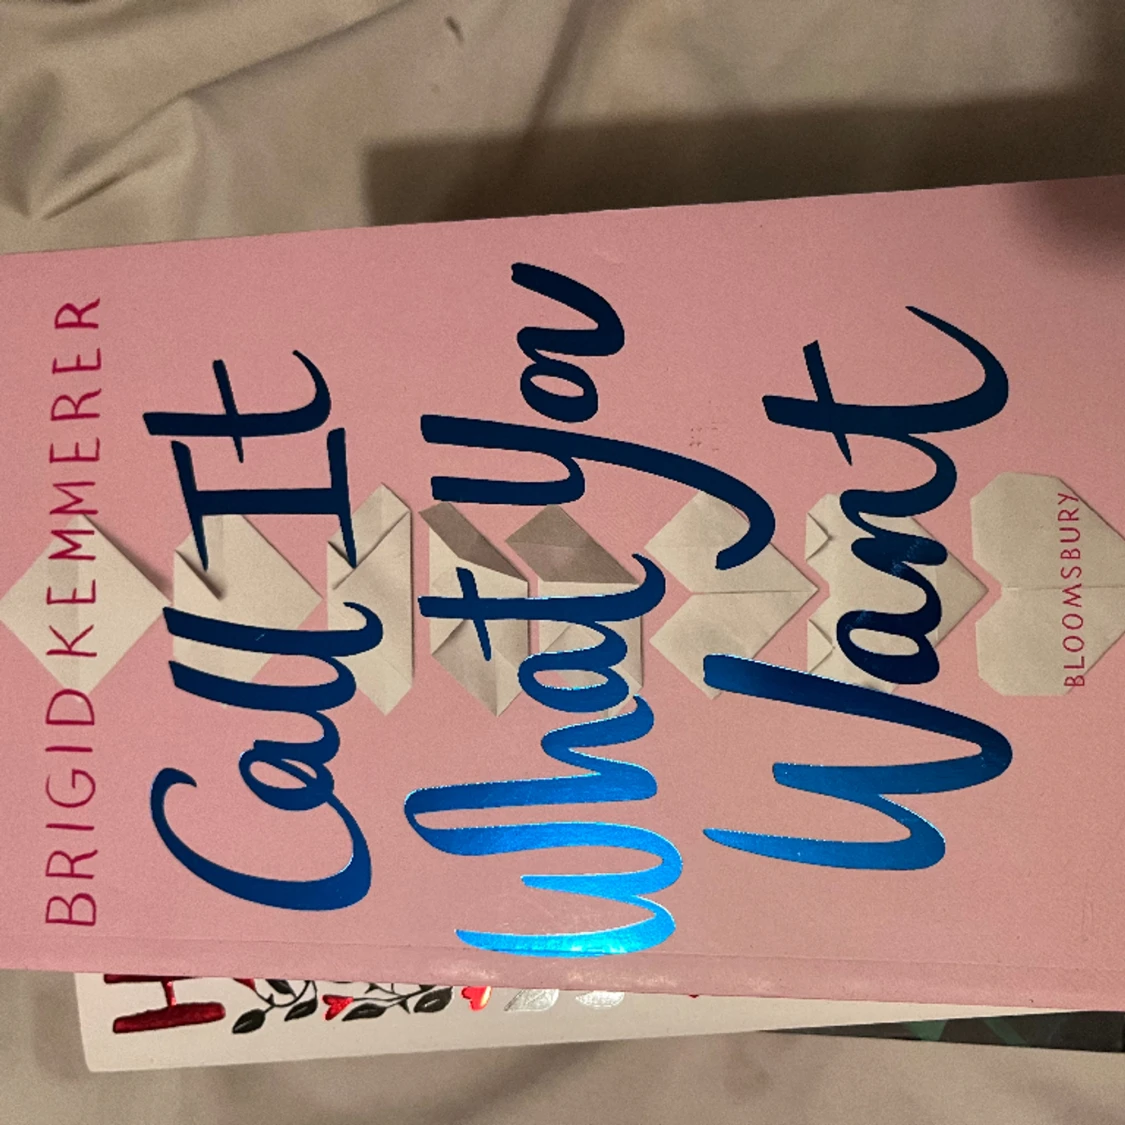 BRIGID KEMMERER
Call It
What You
Want
BLOOMSBURY
H